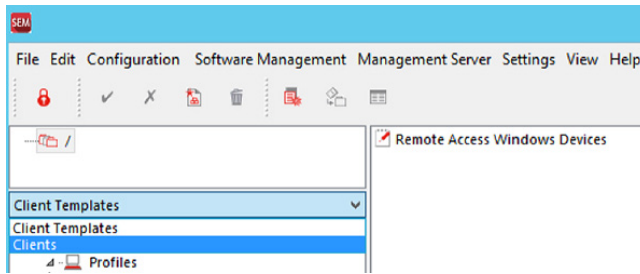 SEM
File Edit Configuration Software Management Management Server Settings View Help
/
Remote Access Windows Devices
Client Templates
Client Templates
Clients
Profiles